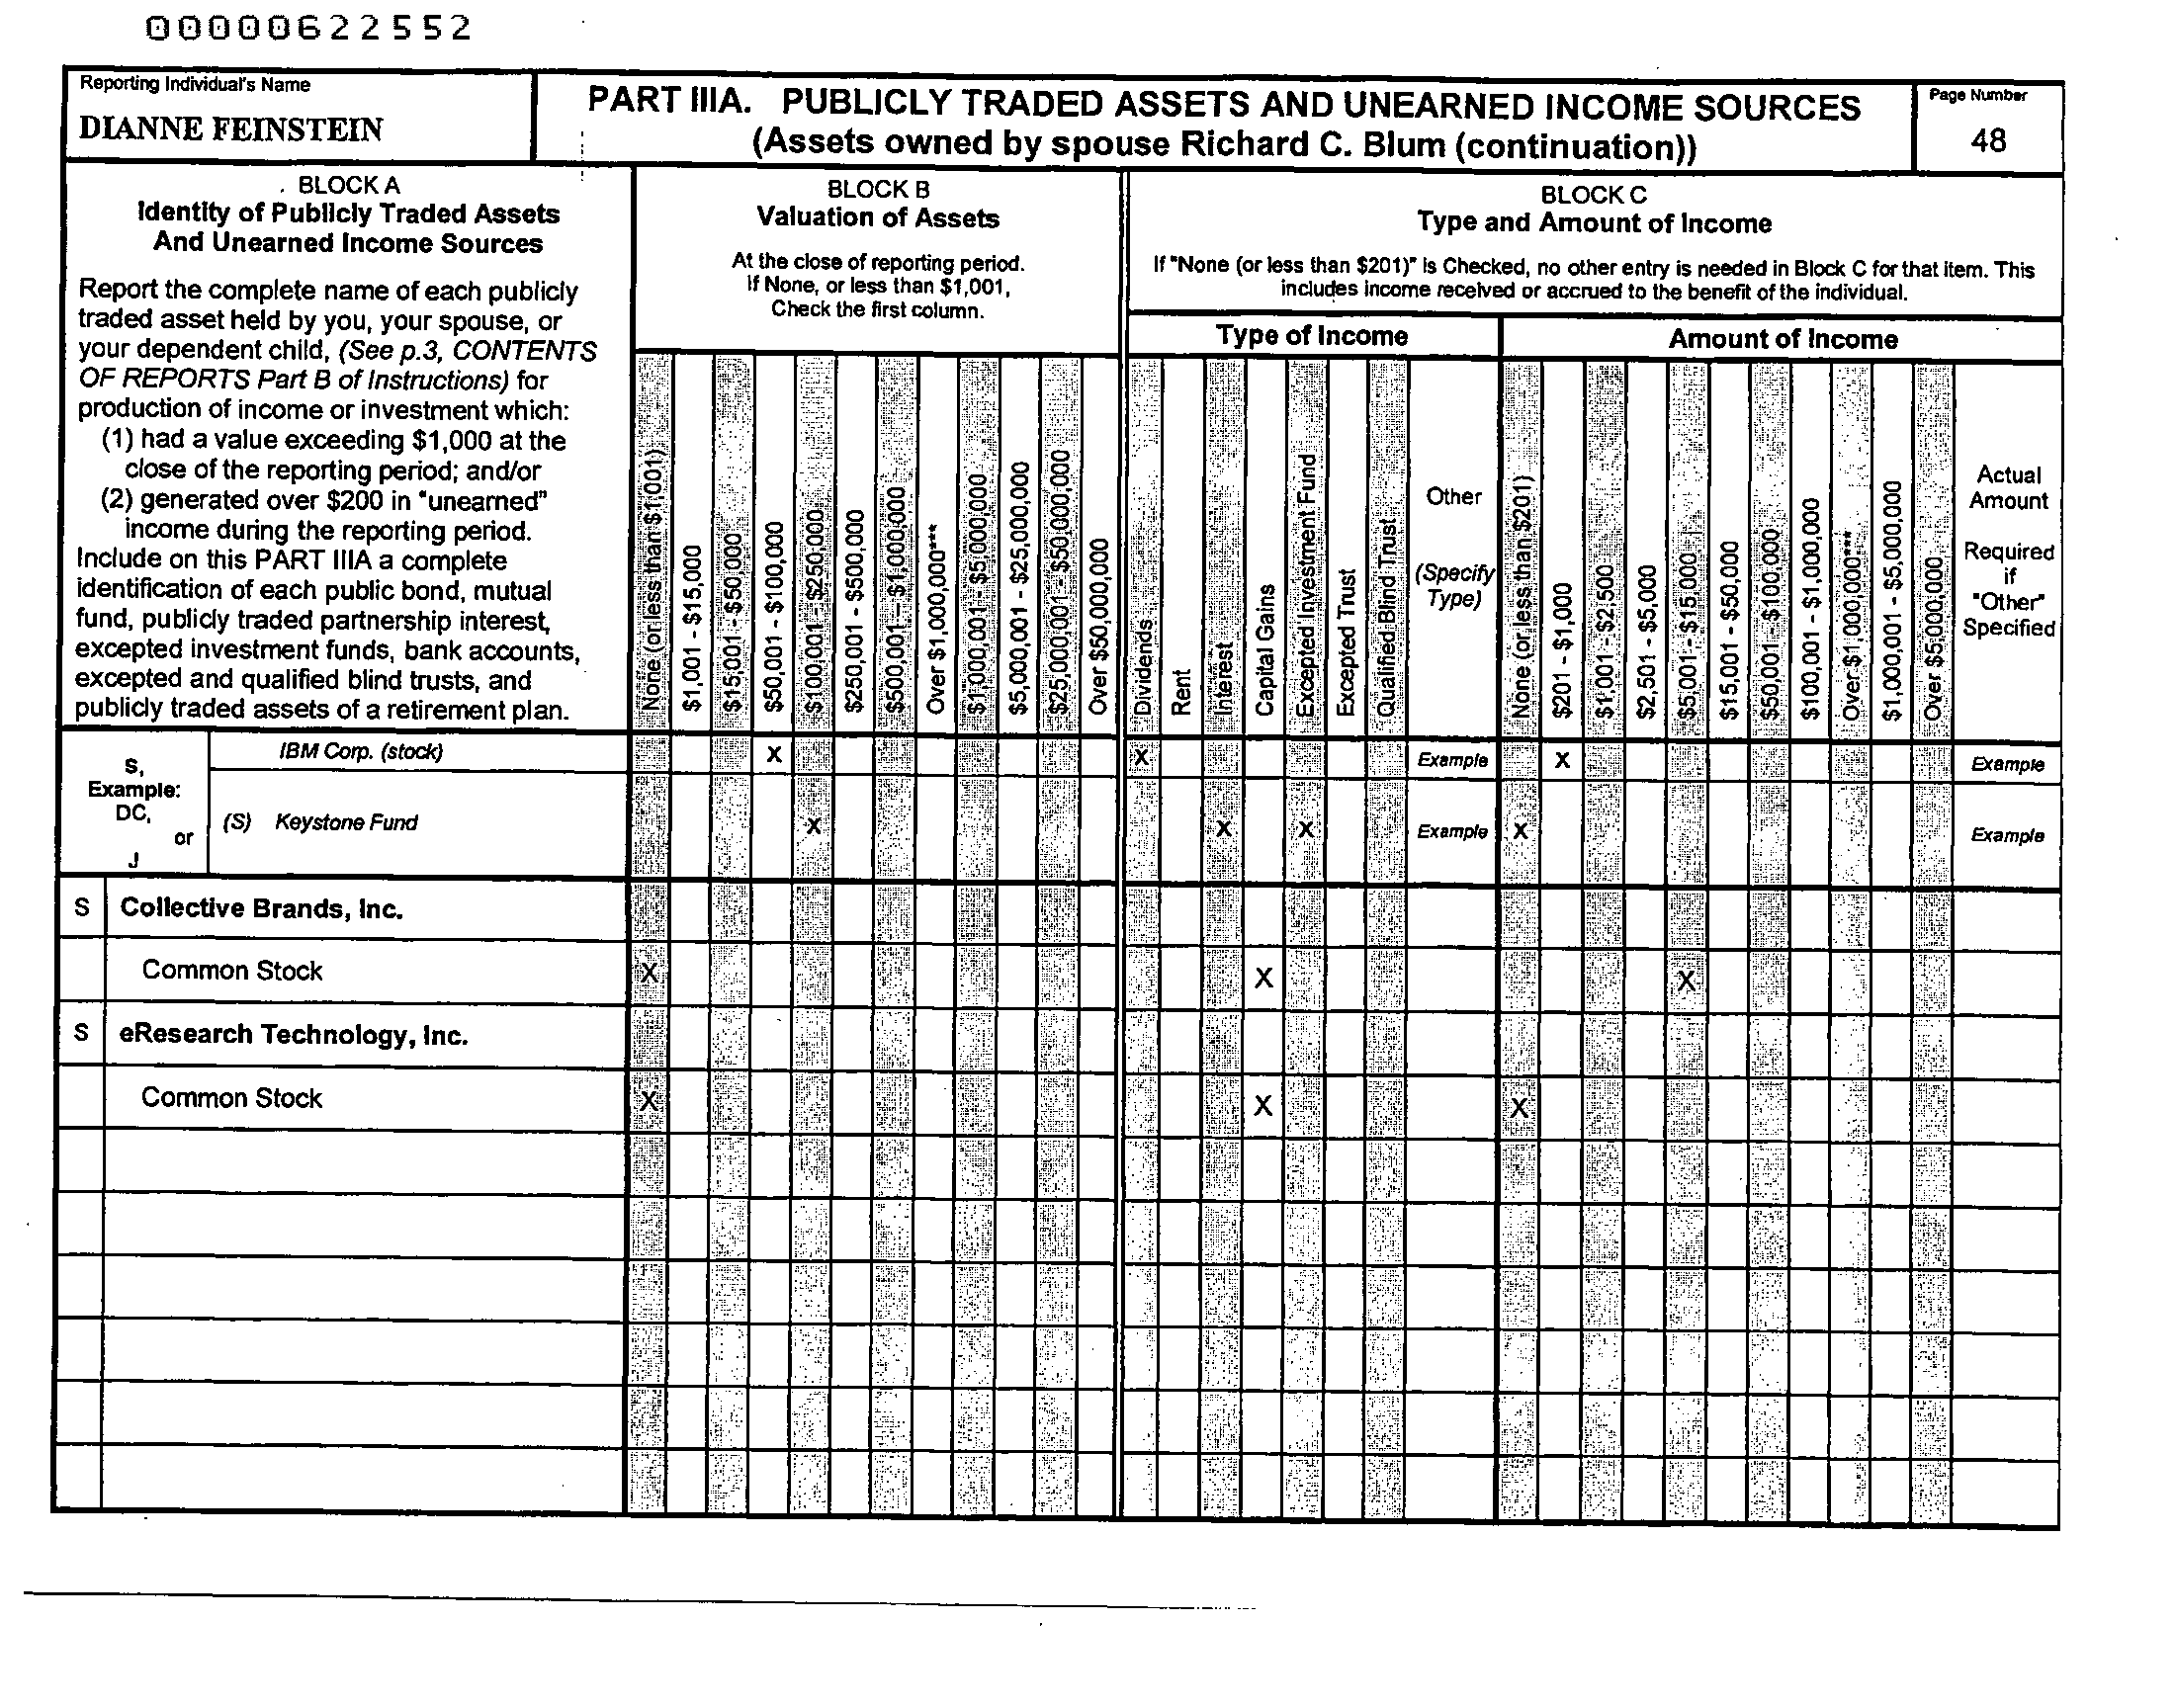 00000622552
Reporting Individual's Name
DIANNE FEINSTEIN
PART IIIA. PUBLICLY TRADED ASSETS AND UNEARNED INCOME SOURCES
(Assets owned by spouse Richard C. Blum (continuation))
Page Number
48
BLOCK A
Identity of Publicly Traded Assets
And Unearned Income Sources
Report the complete name of each publicly
traded asset held by you, your spouse, or
your dependent child, (See p.3, CONTENTS
OF REPORTS Part B of Instructions) for
production of income or investment which:
(1) had a value exceeding $1,000 at the
close of the reporting period; and/or
(2) generated over $200 in "unearned"
income during the reporting period.
Include on this PART IIIA a complete
identification of each public bond, mutual
fund, publicly traded partnership interest,
excepted investment funds, bank accounts,
excepted and qualified blind trusts, and
publicly traded assets of a retirement plan.
BLOCK B
Valuation of Assets
At the close of reporting period.
If None, or less than $1,001,
Check the first column.
None (or less than $1,001)
$1,001 - $15,000
$15,001 - $50,000
$50,001 - $100,000
$100,001 - $250,000
$250,001 - $500,000
$500,001 - $1,000,000
Over $1,000,000***
$1,000,001 - $5,000,000
$5,000,001 - $25,000,000
$25,000,001 - $50,000,000
Over $50,000,000
BLOCK C
Type and Amount of Income
If "None (or less than $201)" is Checked, no other entry is needed in Block C for that item. This
includes income received or accrued to the benefit of the individual.
Type of Income
Dividends
Rent
Interest
Capital Gains
Excepted Investment Fund
Excepted Trust
Qualified Blind Trust
Other
(Specify
Type)
Amount of Income
None (or less than $201)
$201 - $1,000
$1,001 - $2,500
$2,501 - $5,000
$5,001 - $15,000
$15,001 - $50,000
$50,001 - $100,000
$100,001 - $1,000,000
Over $1,000,000***
$1,000,001 - $5,000,000
Over $5,000,000
Actual
Amount
Required
if
"Other"
Specified
S,
Example:
DC,
or
J
IBM Corp. (stock) X X Example X Example
(S) Keystone Fund X X X Example X Example
S Collective Brands, Inc.
Common Stock X X X
S eResearch Technology, Inc.
Common Stock X X X